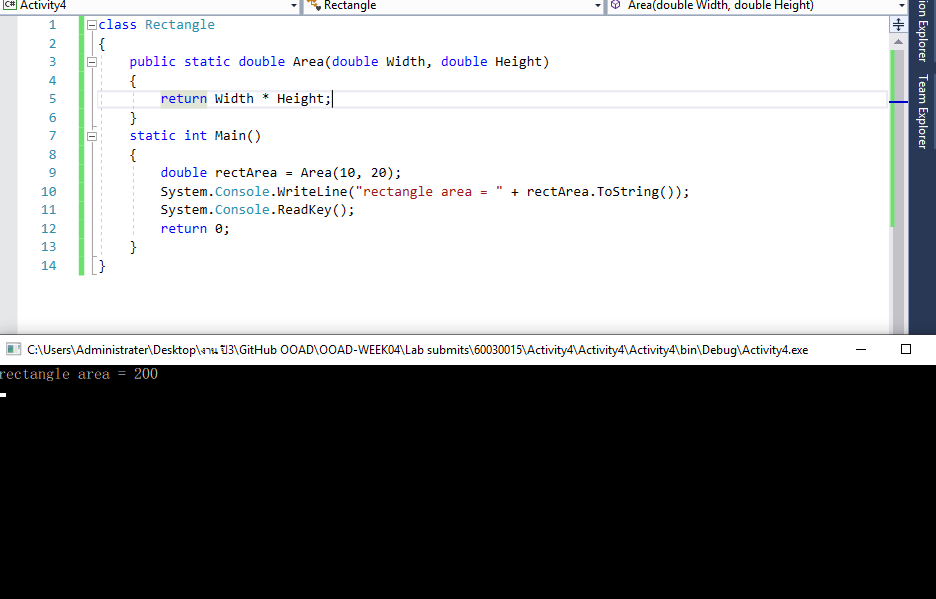 C# Activity4 Rectangle Area(double Width, double Height)
1 class Rectangle
2 {
3 public static double Area(double Width, double Height)
4 {
5 return Width * Height;
6 }
7 static int Main()
8 {
9 double rectArea = Area(10, 20);
10 System.Console.WriteLine("rectangle area = " + rectArea.ToString());
11 System.Console.ReadKey();
12 return 0;
13 }
14 }
ion Explorer
Team Explorer
C:\Users\Administrater\Desktop\งาน ปี3\GitHub OOAD\OOAD-WEEK04\Lab submits\60030015\Activity4\Activity4\Activity4\bin\Debug\Activity4.exe
rectangle area = 200